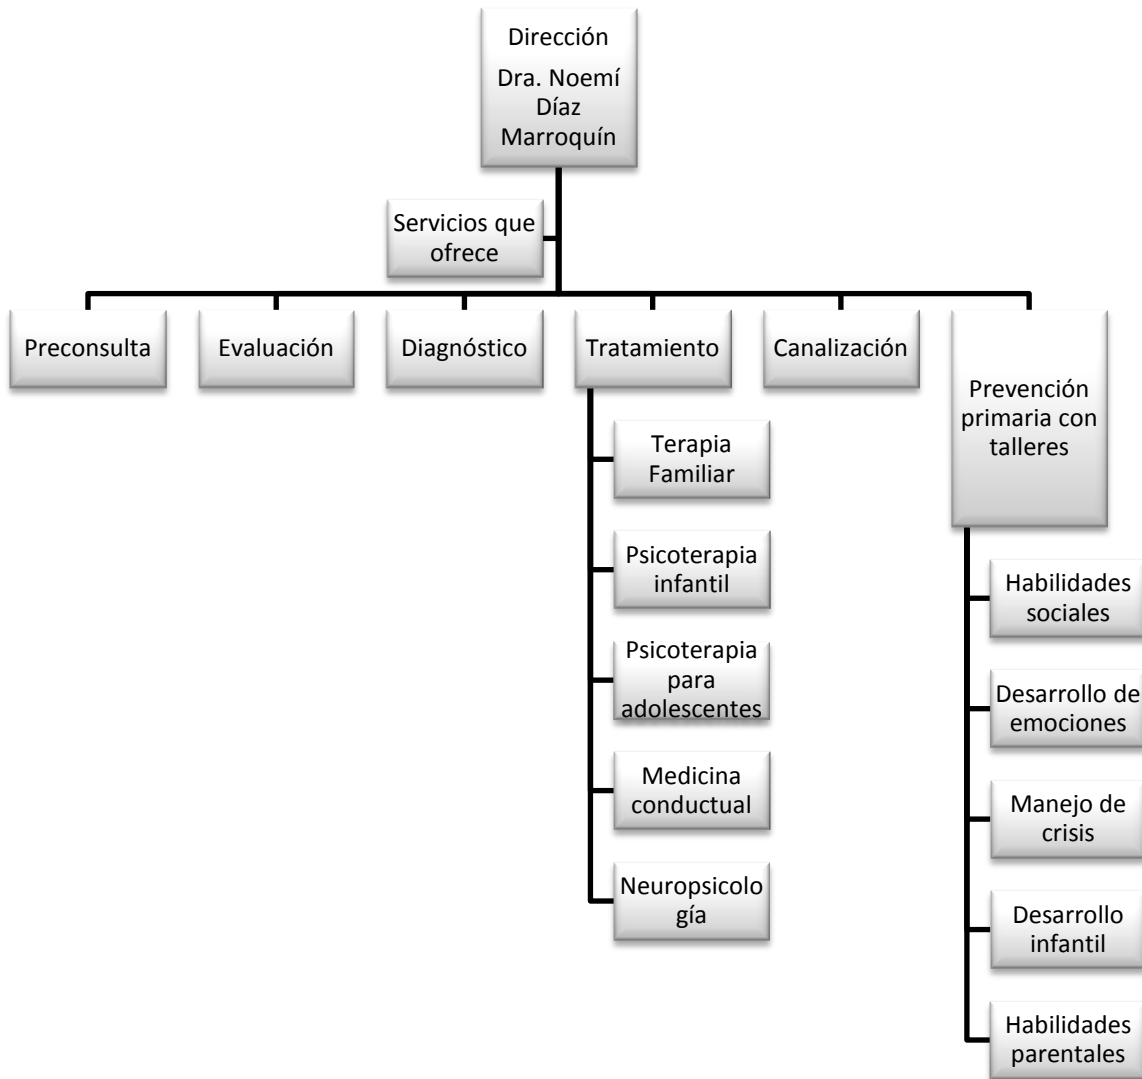 Dirección
Dra. Noemí
Díaz
Marroquín
Servicios que
ofrece
Preconsulta
Evaluación
Diagnóstico
Tratamiento
Canalización
Prevención
primaria con
talleres
Terapia
Familiar
Psicoterapia
infantil
Psicoterapia
para
adolescentes
Medicina
conductual
Neuropsicolo
gía
Habilidades
sociales
Desarrollo de
emociones
Manejo de
crisis
Desarrollo
infantil
Habilidades
parentales